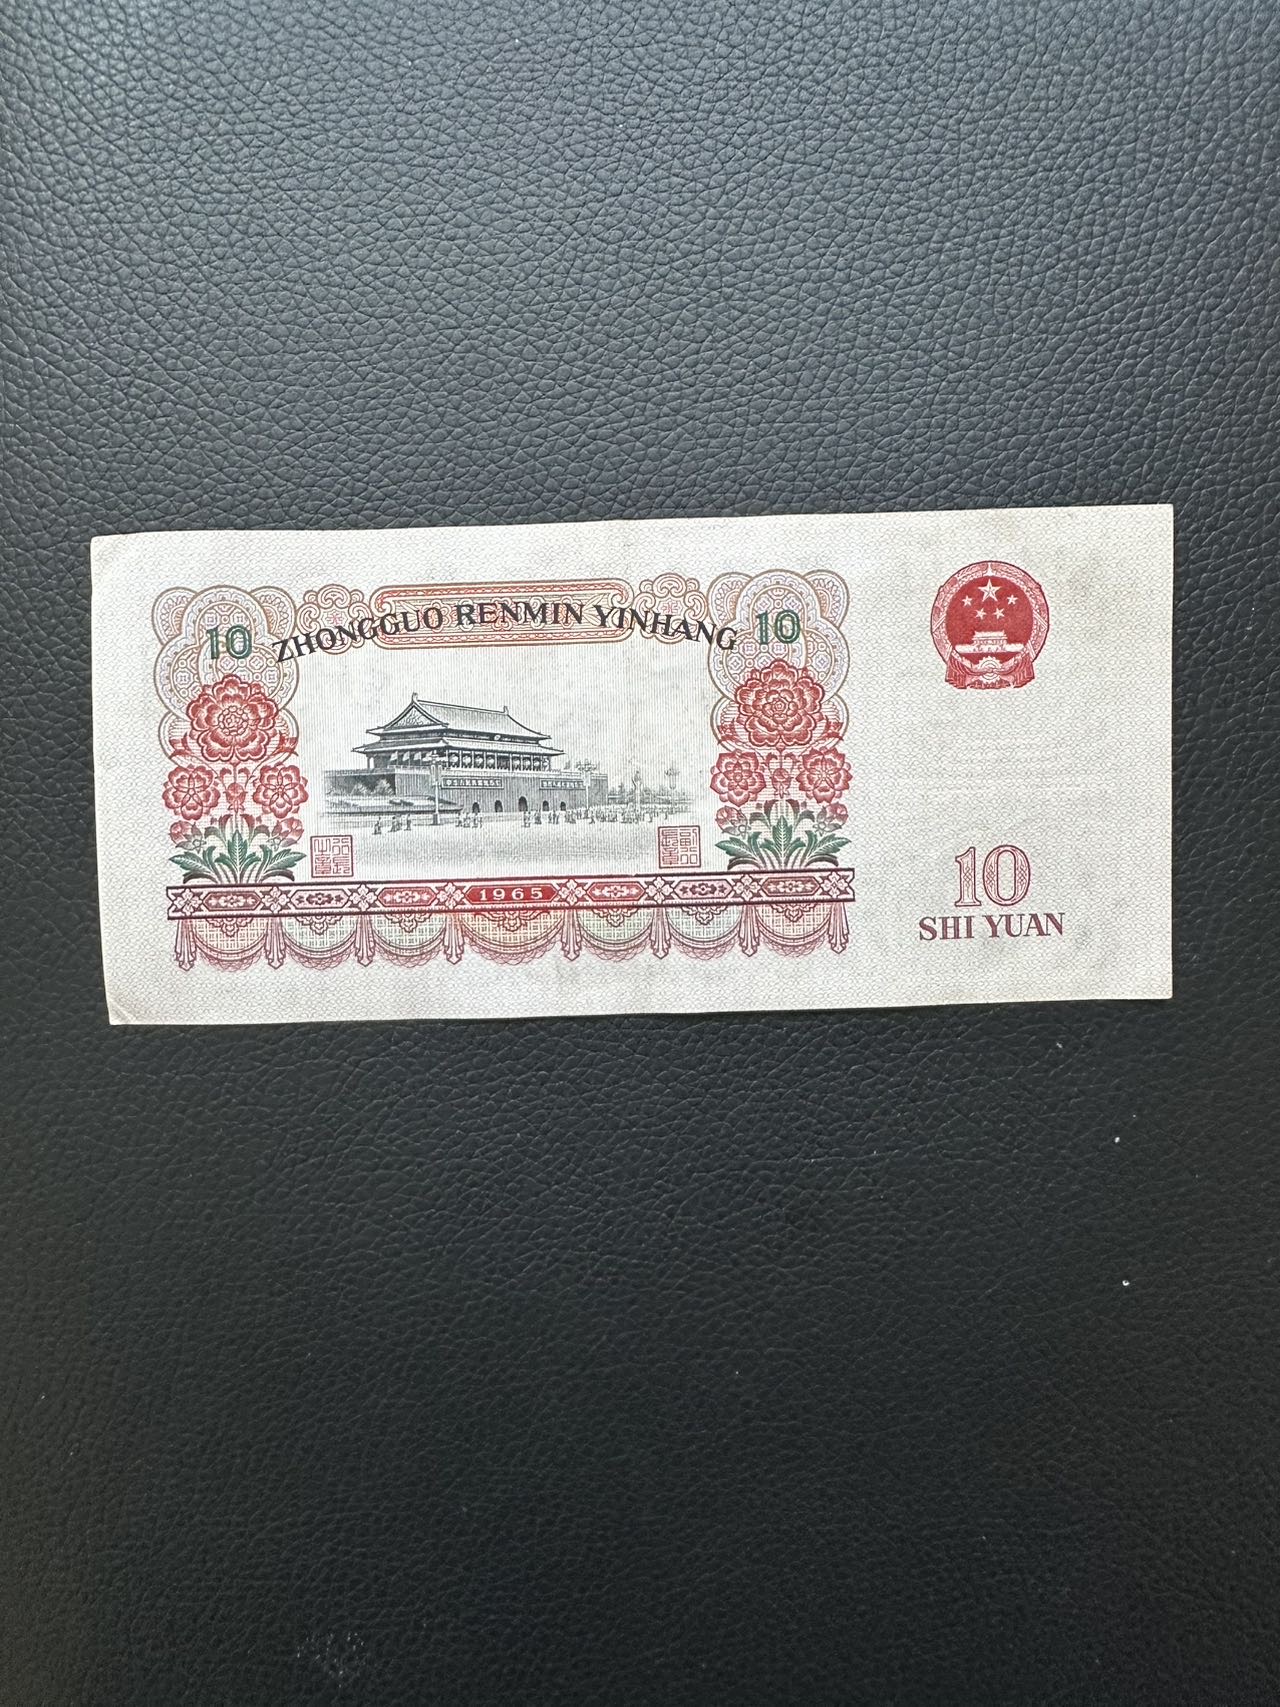 10 ZHONGGUO RENMIN YINHANG 10
1965
10
SHI YUAN